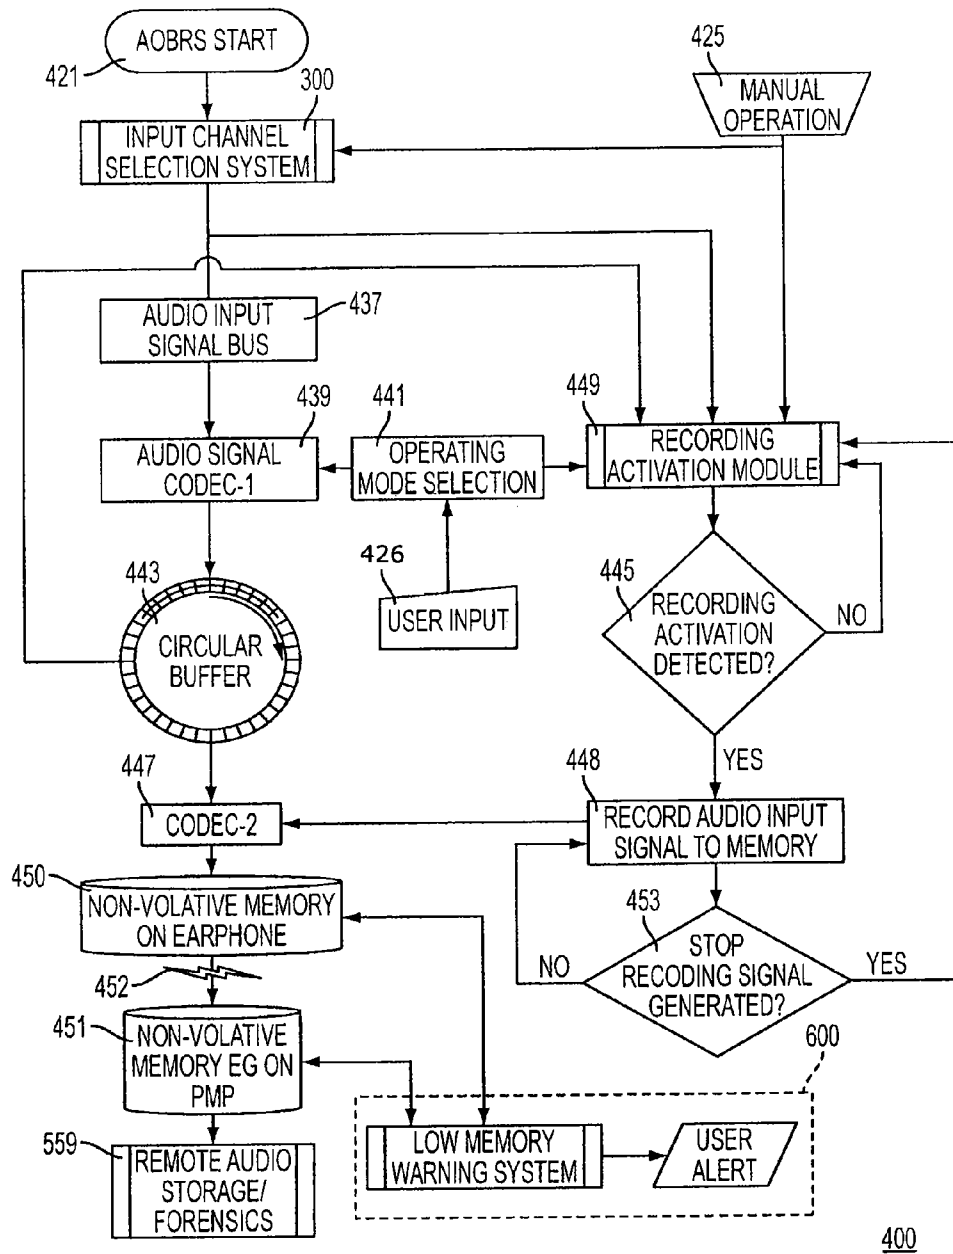 AOBRS START
421
300
INPUT CHANNEL
SELECTION SYSTEM
425
MANUAL
OPERATION
AUDIO INPUT
SIGNAL BUS
437
439
AUDIO SIGNAL
CODEC-1
441
OPERATING
MODE SELECTION
449
RECORDING
ACTIVATION MODULE
426
USER INPUT
443
CIRCULAR
BUFFER
445
RECORDING
ACTIVATION
DETECTED?
NO
YES
447
CODEC-2
448
RECORD AUDIO INPUT
SIGNAL TO MEMORY
450
NON-VOLATIVE MEMORY
ON EARPHONE
452
453
STOP
RECODING SIGNAL
GENERATED?
NO
YES
451
NON-VOLATIVE
MEMORY EG ON
PMP
600
LOW MEMORY
WARNING SYSTEM
USER
ALERT
559
REMOTE AUDIO
STORAGE/
FORENSICS
400